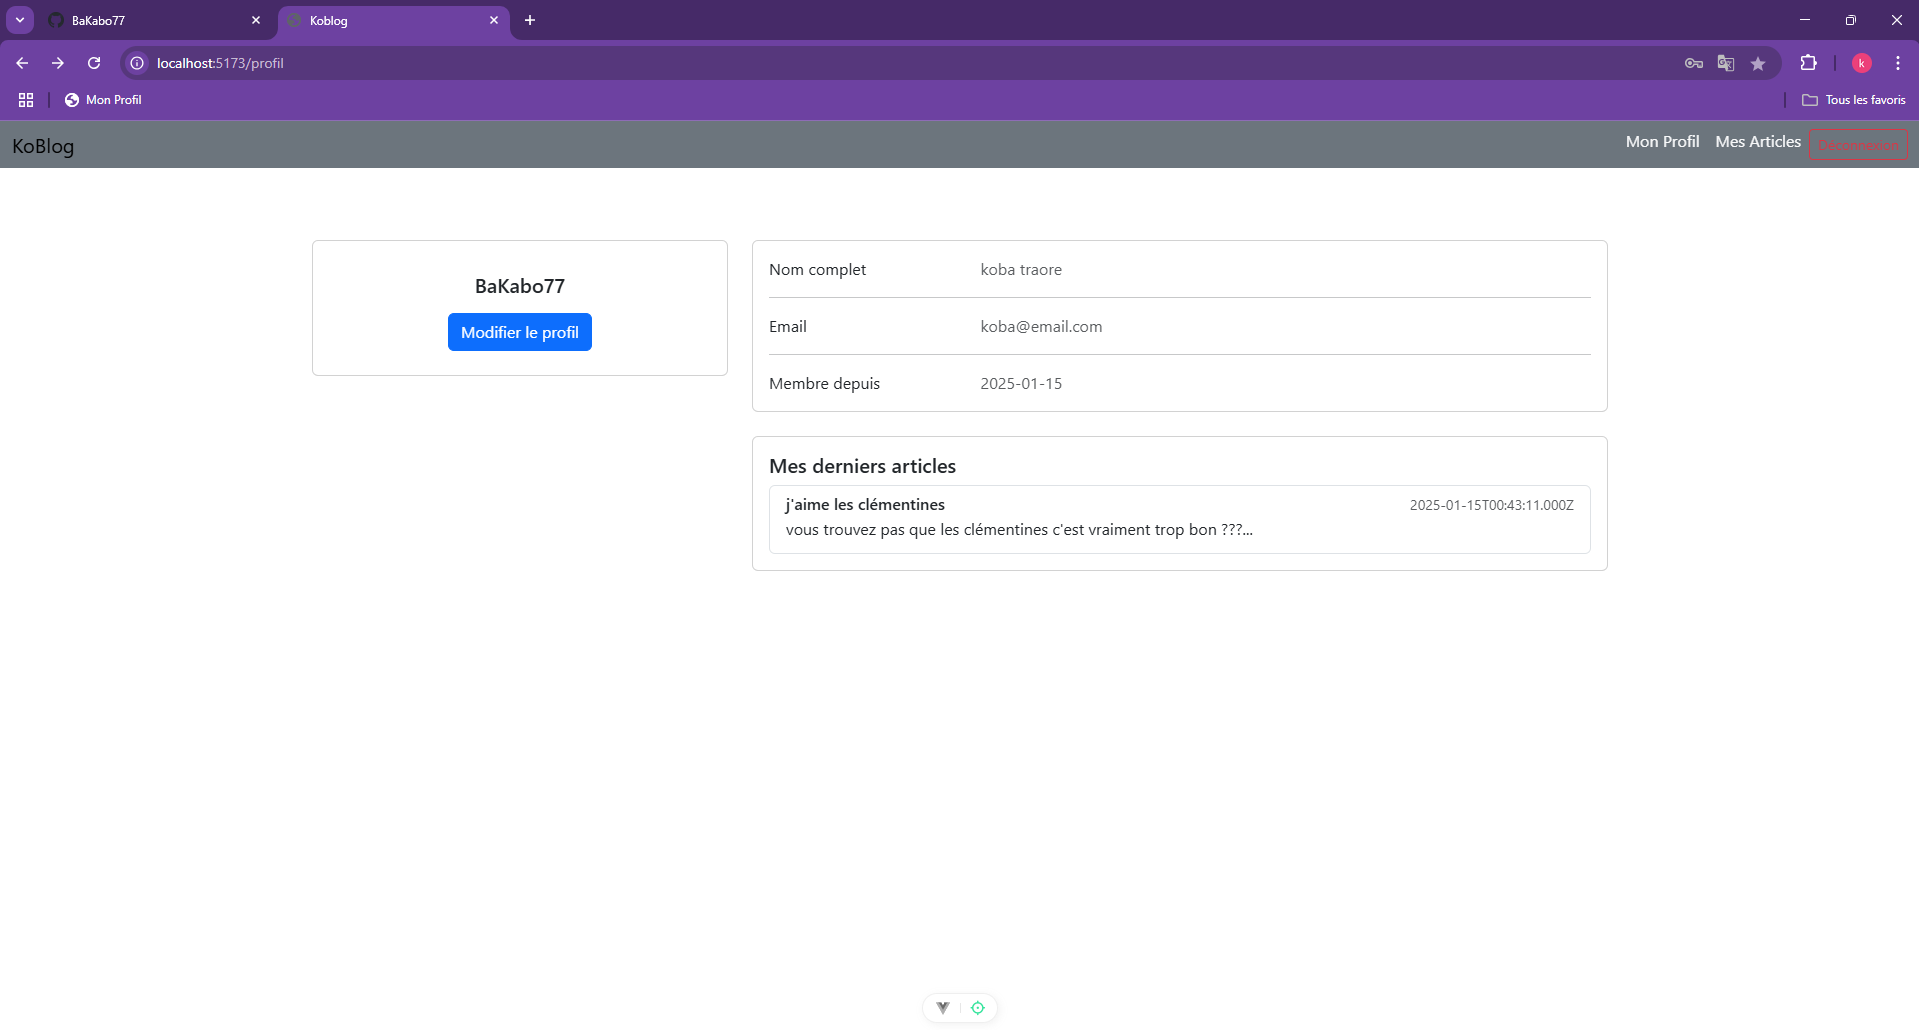 BaKabo77
Koblog
localhost:5173/profil
k
Mon Profil
Tous les favoris
KoBlog
Mon Profil
Mes Articles
Déconnexion
BaKabo77
Modifier le profil
Nom complet koba traore
Email koba@email.com
Membre depuis 2025-01-15
Mes derniers articles
j'aime les clémentines 2025-01-15T00:43:11.000Z
vous trouvez pas que les clémentines c'est vraiment trop bon ???...